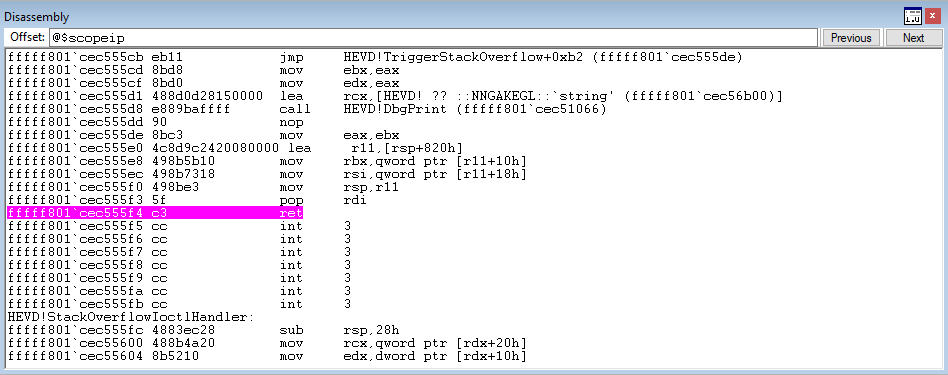 Disassembly
Offset: @$scopeip Previous Next
fffff801`cec555cb eb11 jmp HEVD!TriggerStackOverflow+0xb2 (fffff801`cec555de)
fffff801`cec555cd 8bd8 mov ebx,eax
fffff801`cec555cf 8bd0 mov edx,eax
fffff801`cec555d1 488d0d28150000 lea rcx,[HEVD! ?? ::NNGAKEGL::`string' (fffff801`cec56b00)]
fffff801`cec555d8 e889baffff call HEVD!DbgPrint (fffff801`cec51066)
fffff801`cec555dd 90 nop
fffff801`cec555de 8bc3 mov eax,ebx
fffff801`cec555e0 4c8d9c2420080000 lea r11,[rsp+820h]
fffff801`cec555e8 498b5b10 mov rbx,qword ptr [r11+10h]
fffff801`cec555ec 498b7318 mov rsi,qword ptr [r11+18h]
fffff801`cec555f0 498be3 mov rsp,r11
fffff801`cec555f3 5f pop rdi
fffff801`cec555f4 c3 ret
fffff801`cec555f5 cc int 3
fffff801`cec555f6 cc int 3
fffff801`cec555f7 cc int 3
fffff801`cec555f8 cc int 3
fffff801`cec555f9 cc int 3
fffff801`cec555fa cc int 3
fffff801`cec555fb cc int 3
HEVD!StackOverflowIoctlHandler:
fffff801`cec555fc 4883ec28 sub rsp,28h
fffff801`cec55600 488b4a20 mov rcx,qword ptr [rdx+20h]
fffff801`cec55604 8b5210 mov edx,dword ptr [rdx+10h]